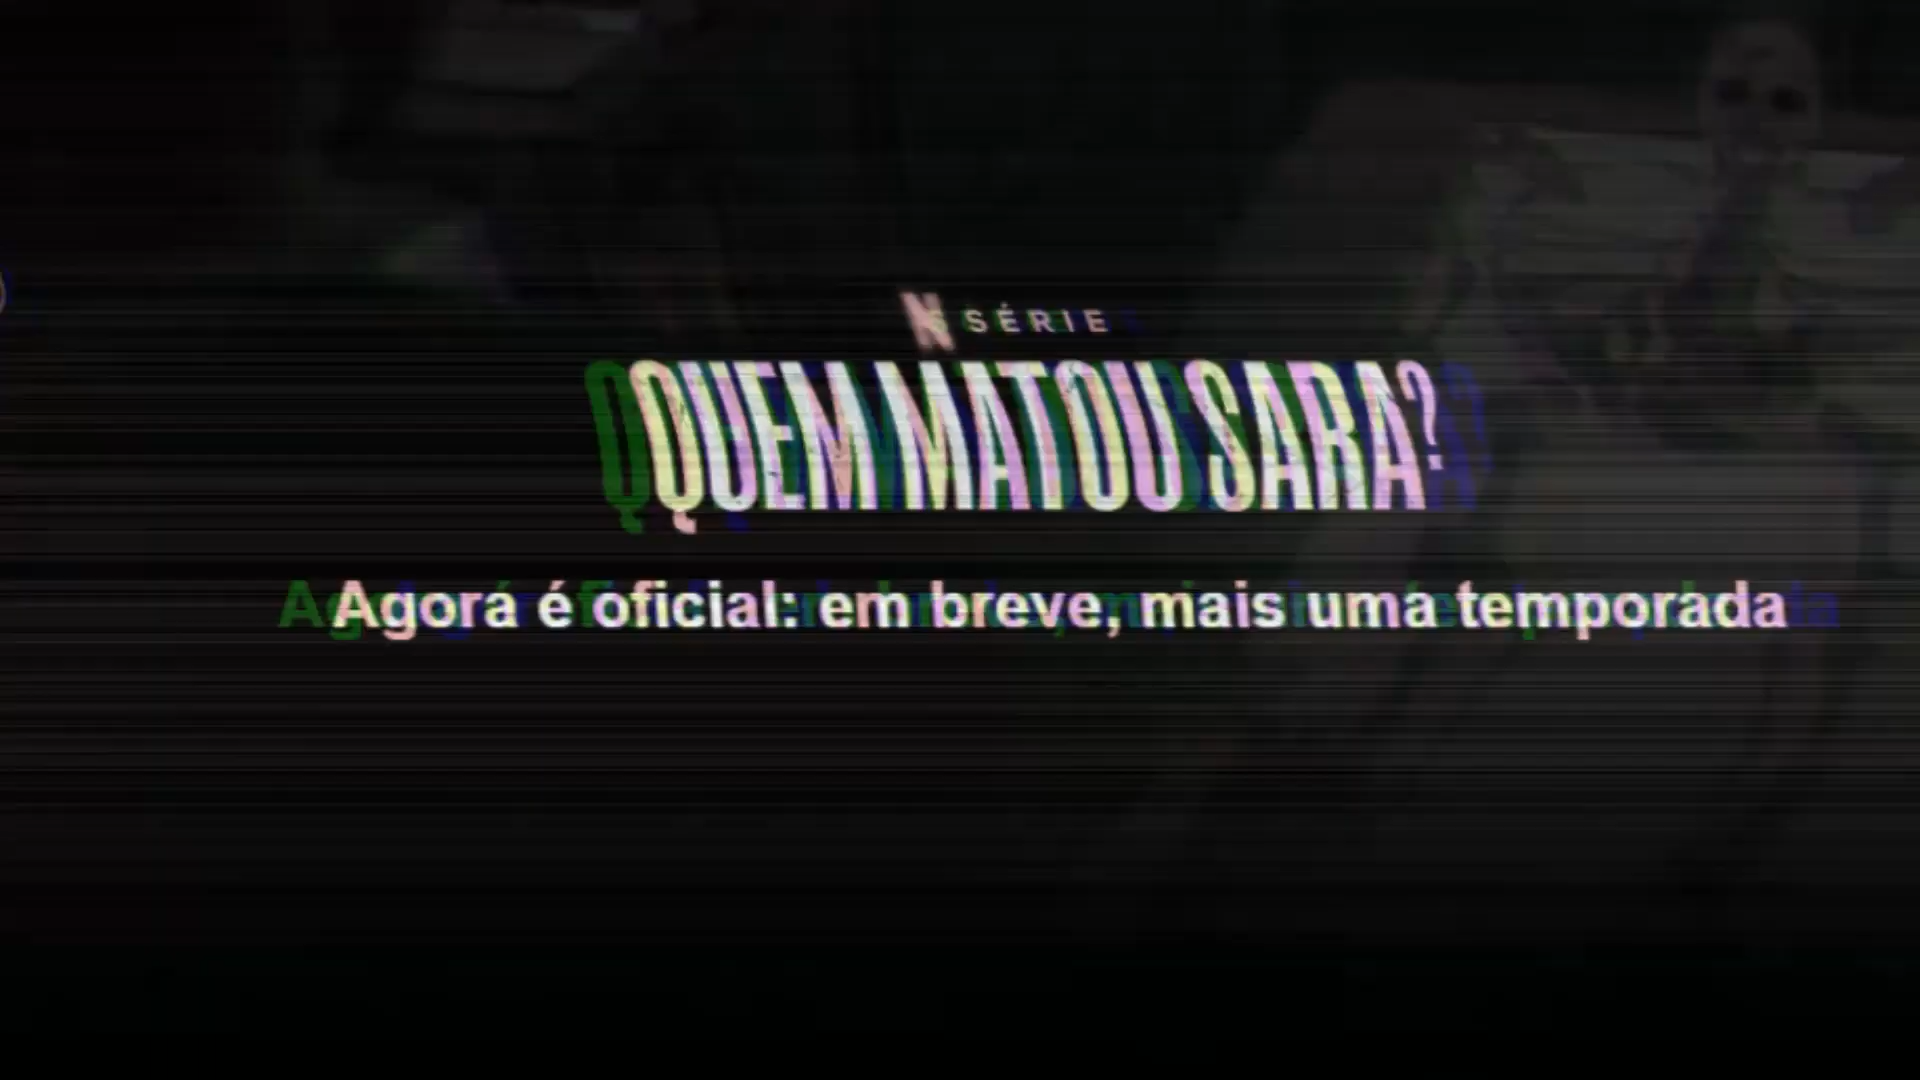 N SÉRIE
QUEM MATOU SARA?
Agora é oficial: em breve, mais uma temporada